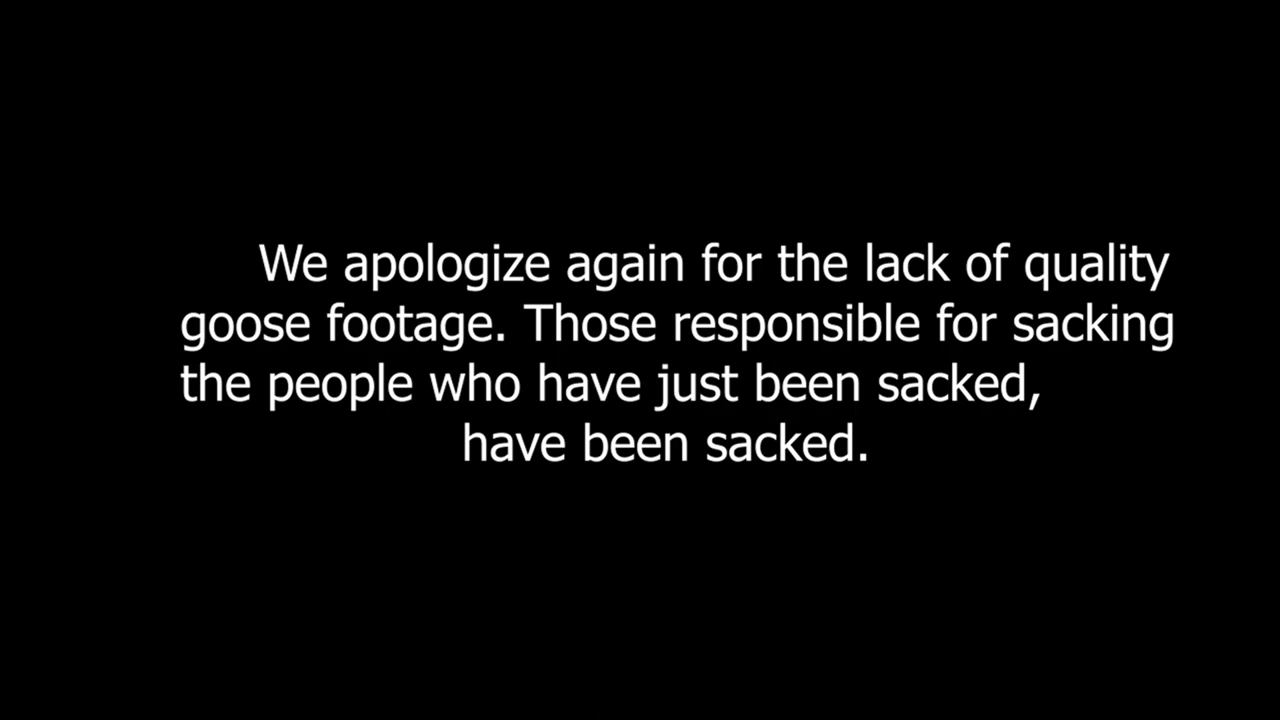 We apologize again for the lack of quality
goose footage. Those responsible for sacking
the people who have just been sacked,
have been sacked.